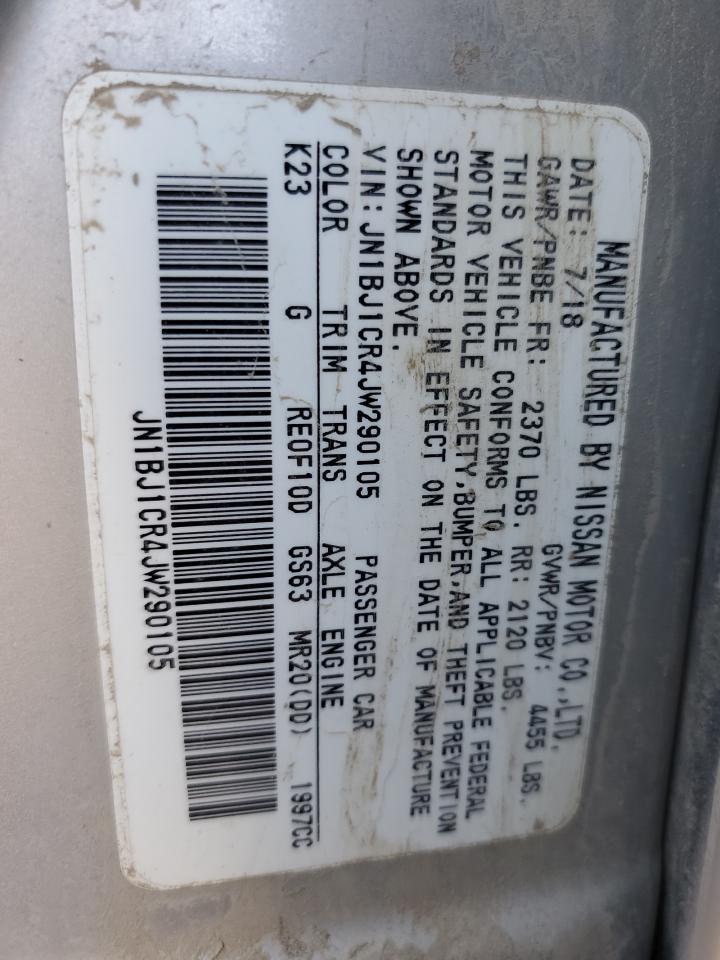 MANUFACTURED BY NISSAN MOTOR CO.,LTD.
DATE: 7/18 GVWR/PNBV: 4455 LBS.
GAWR/PNBE FR: 2370 LBS. RR: 2120 LBS.
THIS VEHICLE CONFORMS TO ALL APPLICABLE FEDERAL
MOTOR VEHICLE SAFETY,BUMPER,AND THEFT PREVENTION
STANDARDS IN EFFECT ON THE DATE OF MANUFACTURE
SHOWN ABOVE.
VIN: JN1BJ1CR4JW290105 PASSENGER CAR
COLOR TRIM TRANS AXLE ENGINE
K23 G RE0F10D GS63 MR20(DD) 1997CC
JN1BJ1CR4JW290105